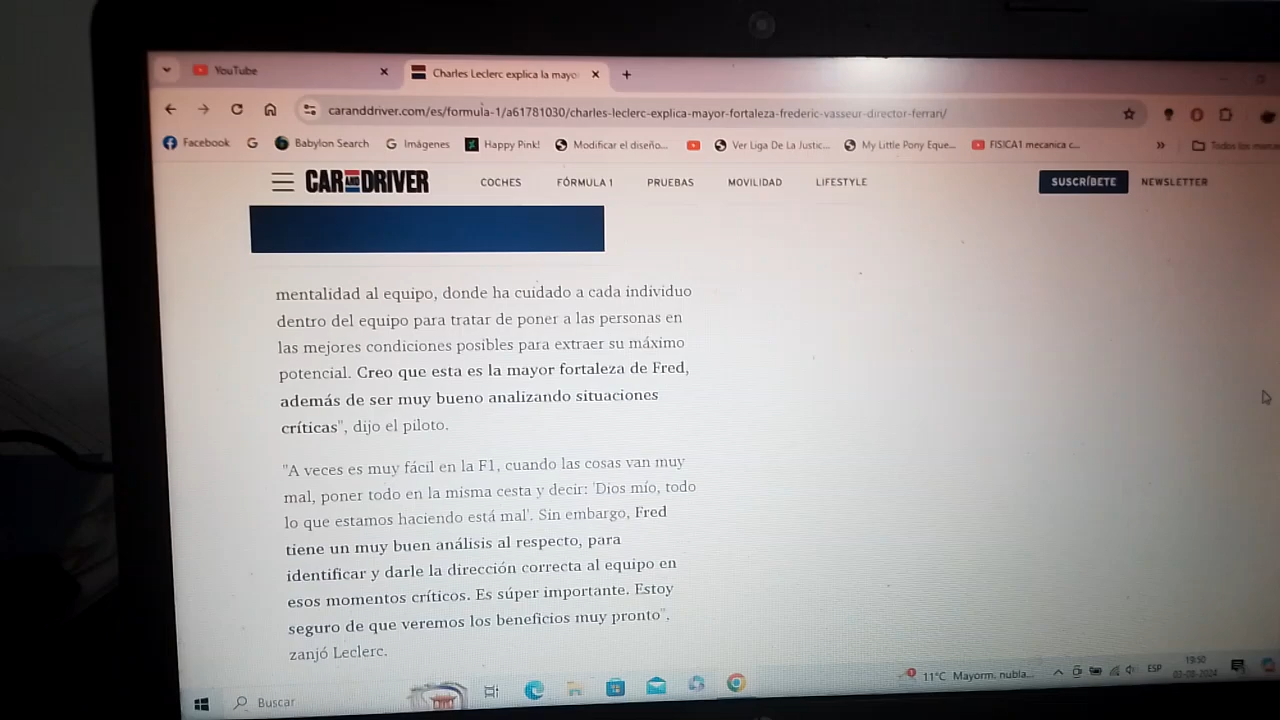 YouTube
Charles Leclerc explica la mayo
caranddriver.com/es/formula-1/a61781030/charles-leclerc-explica-mayor-fortaleza-frederic-vasseur-director-ferrari/
Facebook
Babylon Search
Imágenes
Happy Pink!
Modificar el diseño...
Ver Liga De La Justic...
My Little Pony Eque...
FISICA1 mecanica c...
Todos los
CAR AND DRIVER
COCHES
FÓRMULA 1
PRUEBAS
MOVILIDAD
LIFESTYLE
SUSCRÍBETE
NEWSLETTER
mentalidad al equipo, donde ha cuidado a cada individuo
dentro del equipo para tratar de poner a las personas en
las mejores condiciones posibles para extraer su máximo
potencial. Creo que esta es la mayor fortaleza de Fred,
además de ser muy bueno analizando situaciones
críticas", dijo el piloto.
"A veces es muy fácil en la F1, cuando las cosas van muy
mal, poner todo en la misma cesta y decir: 'Dios mío, todo
lo que estamos haciendo está mal'. Sin embargo, Fred
tiene un muy buen análisis al respecto, para
identificar y darle la dirección correcta al equipo en
esos momentos críticos. Es súper importante. Estoy
seguro de que veremos los beneficios muy pronto",
zanjó Leclerc.
Buscar
11°C Mayorm. nubla...
ESP
19:50
03-08-2024